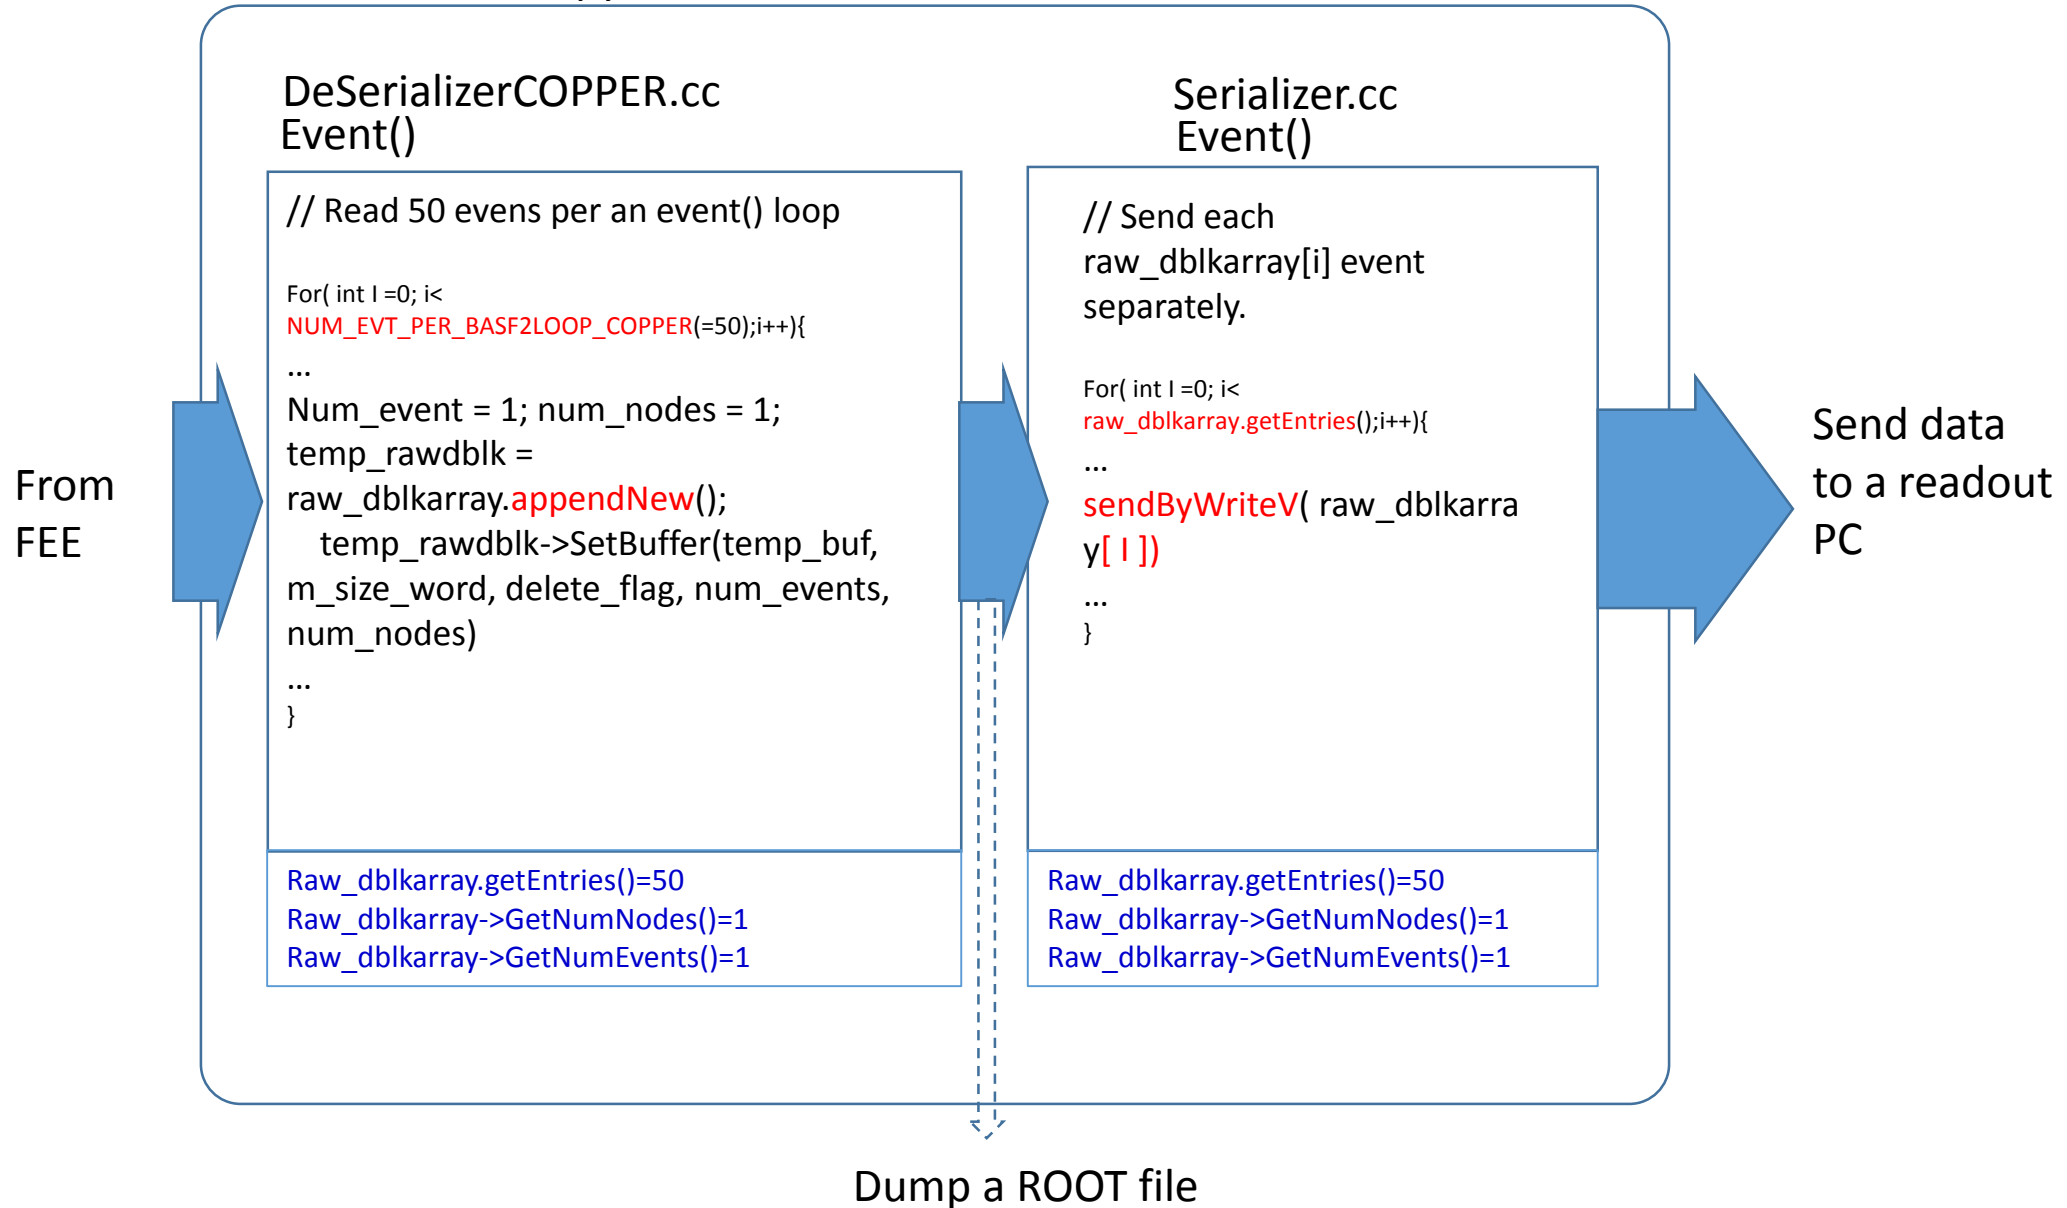 DeSerializerCOPPER.cc
Event()
// Read 50 evens per an event() loop
For( int I =0; i<
NUM_EVT_PER_BASF2LOOP_COPPER(=50);i++){
...
Num_event = 1; num_nodes = 1;
temp_rawdblk =
raw_dblkarray.appendNew();
temp_rawdblk->SetBuffer(temp_buf,
m_size_word, delete_flag, num_events,
num_nodes)
...
}
Raw_dblkarray.getEntries()=50
Raw_dblkarray->GetNumNodes()=1
Raw_dblkarray->GetNumEvents()=1
Serializer.cc
Event()
// Send each
raw_dblkarray[i] event
separately.
For( int I =0; i<
raw_dblkarray.getEntries();i++){
...
sendByWriteV( raw_dblkarra
y[ I ])
...
}
Raw_dblkarray.getEntries()=50
Raw_dblkarray->GetNumNodes()=1
Raw_dblkarray->GetNumEvents()=1
From
FEE
Send data
to a readout
PC
Dump a ROOT file